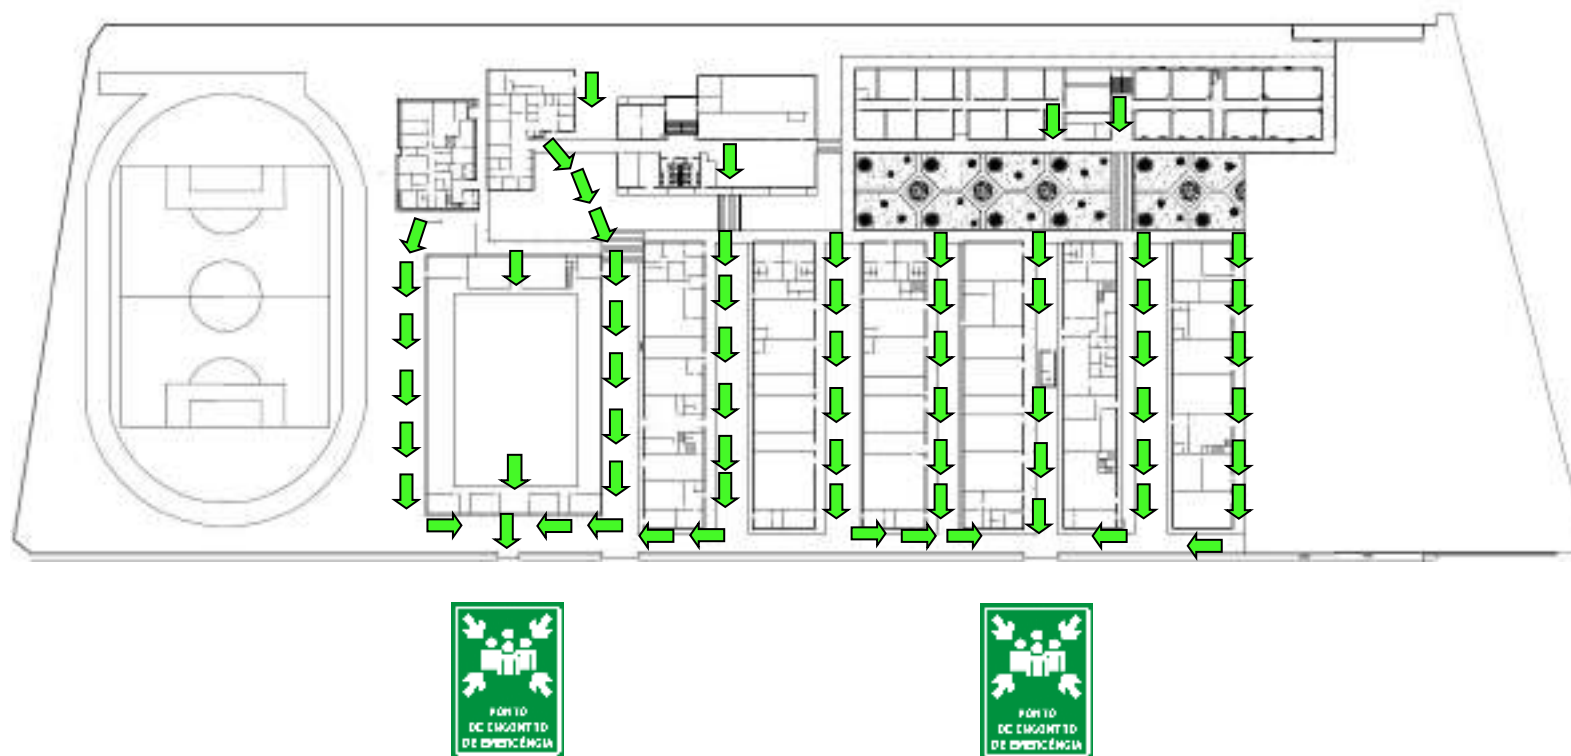 PONTO
DE ENCONTRO
DE EMERGÊNCIA
PONTO
DE ENCONTRO
DE EMERGÊNCIA